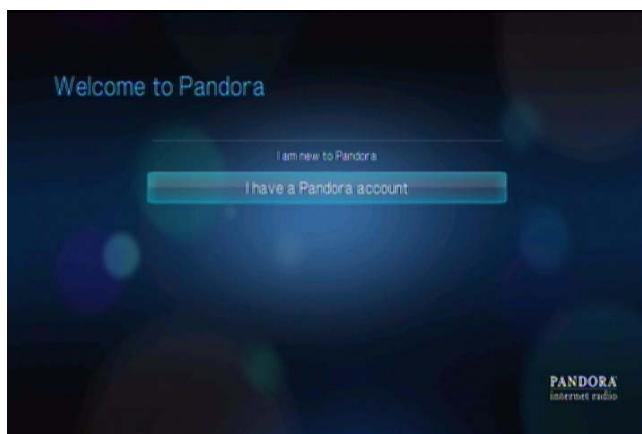 Welcome to Pandora
I am new to Pandora
I have a Pandora account
PANDORA
internet radio